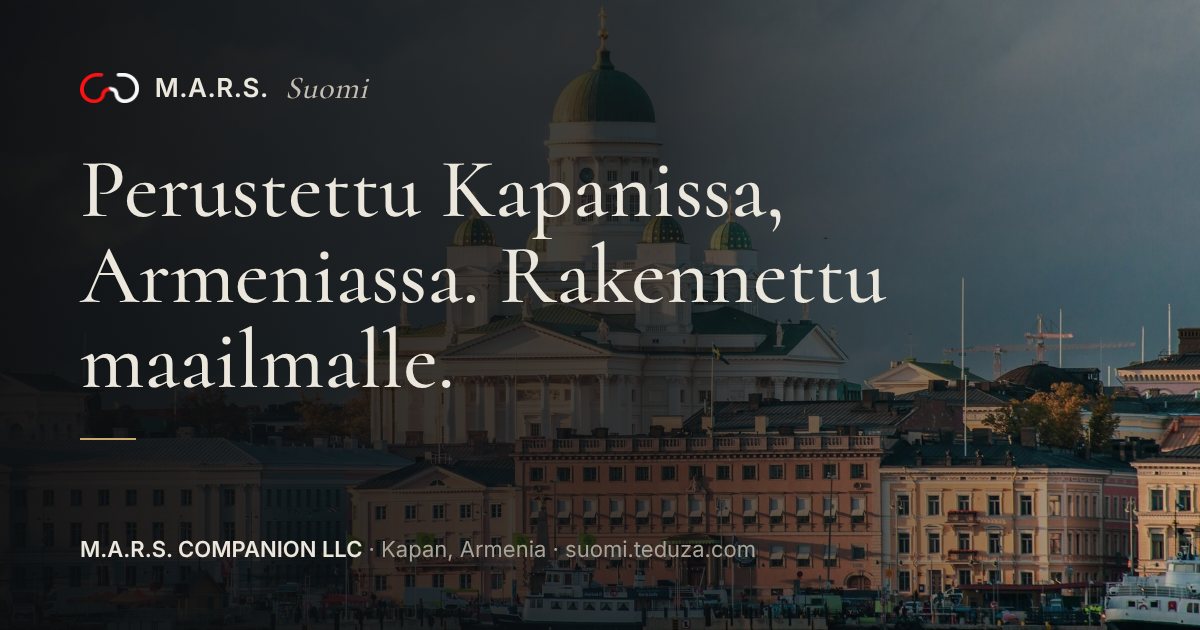 M.A.R.S. Suomi
Perustettu Kapanissa,
Armeniassa. Rakennettu
maailmalle.
M.A.R.S. COMPANION LLC · Kapan, Armenia · suomi.teduza.com